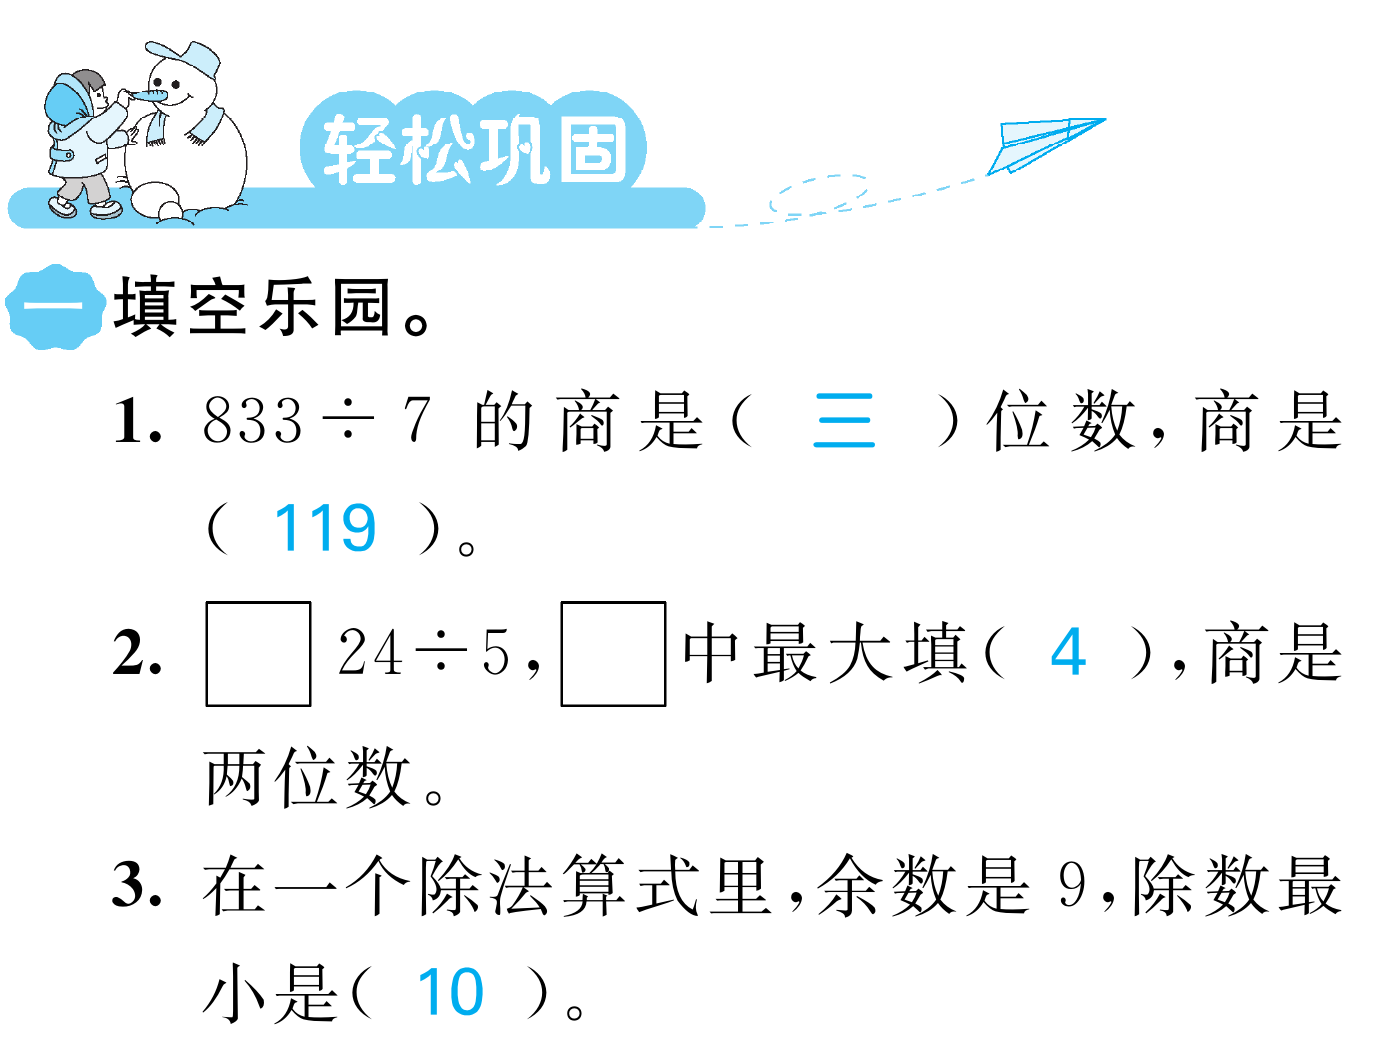 轻松巩固
一 填空乐园。
1. 833÷7 的商是( 三 )位数,商是
( 119 )。
2. □24÷5,□中最大填( 4 ),商是
两位数。
3. 在一个除法算式里,余数是 9,除数最
小是( 10 )。